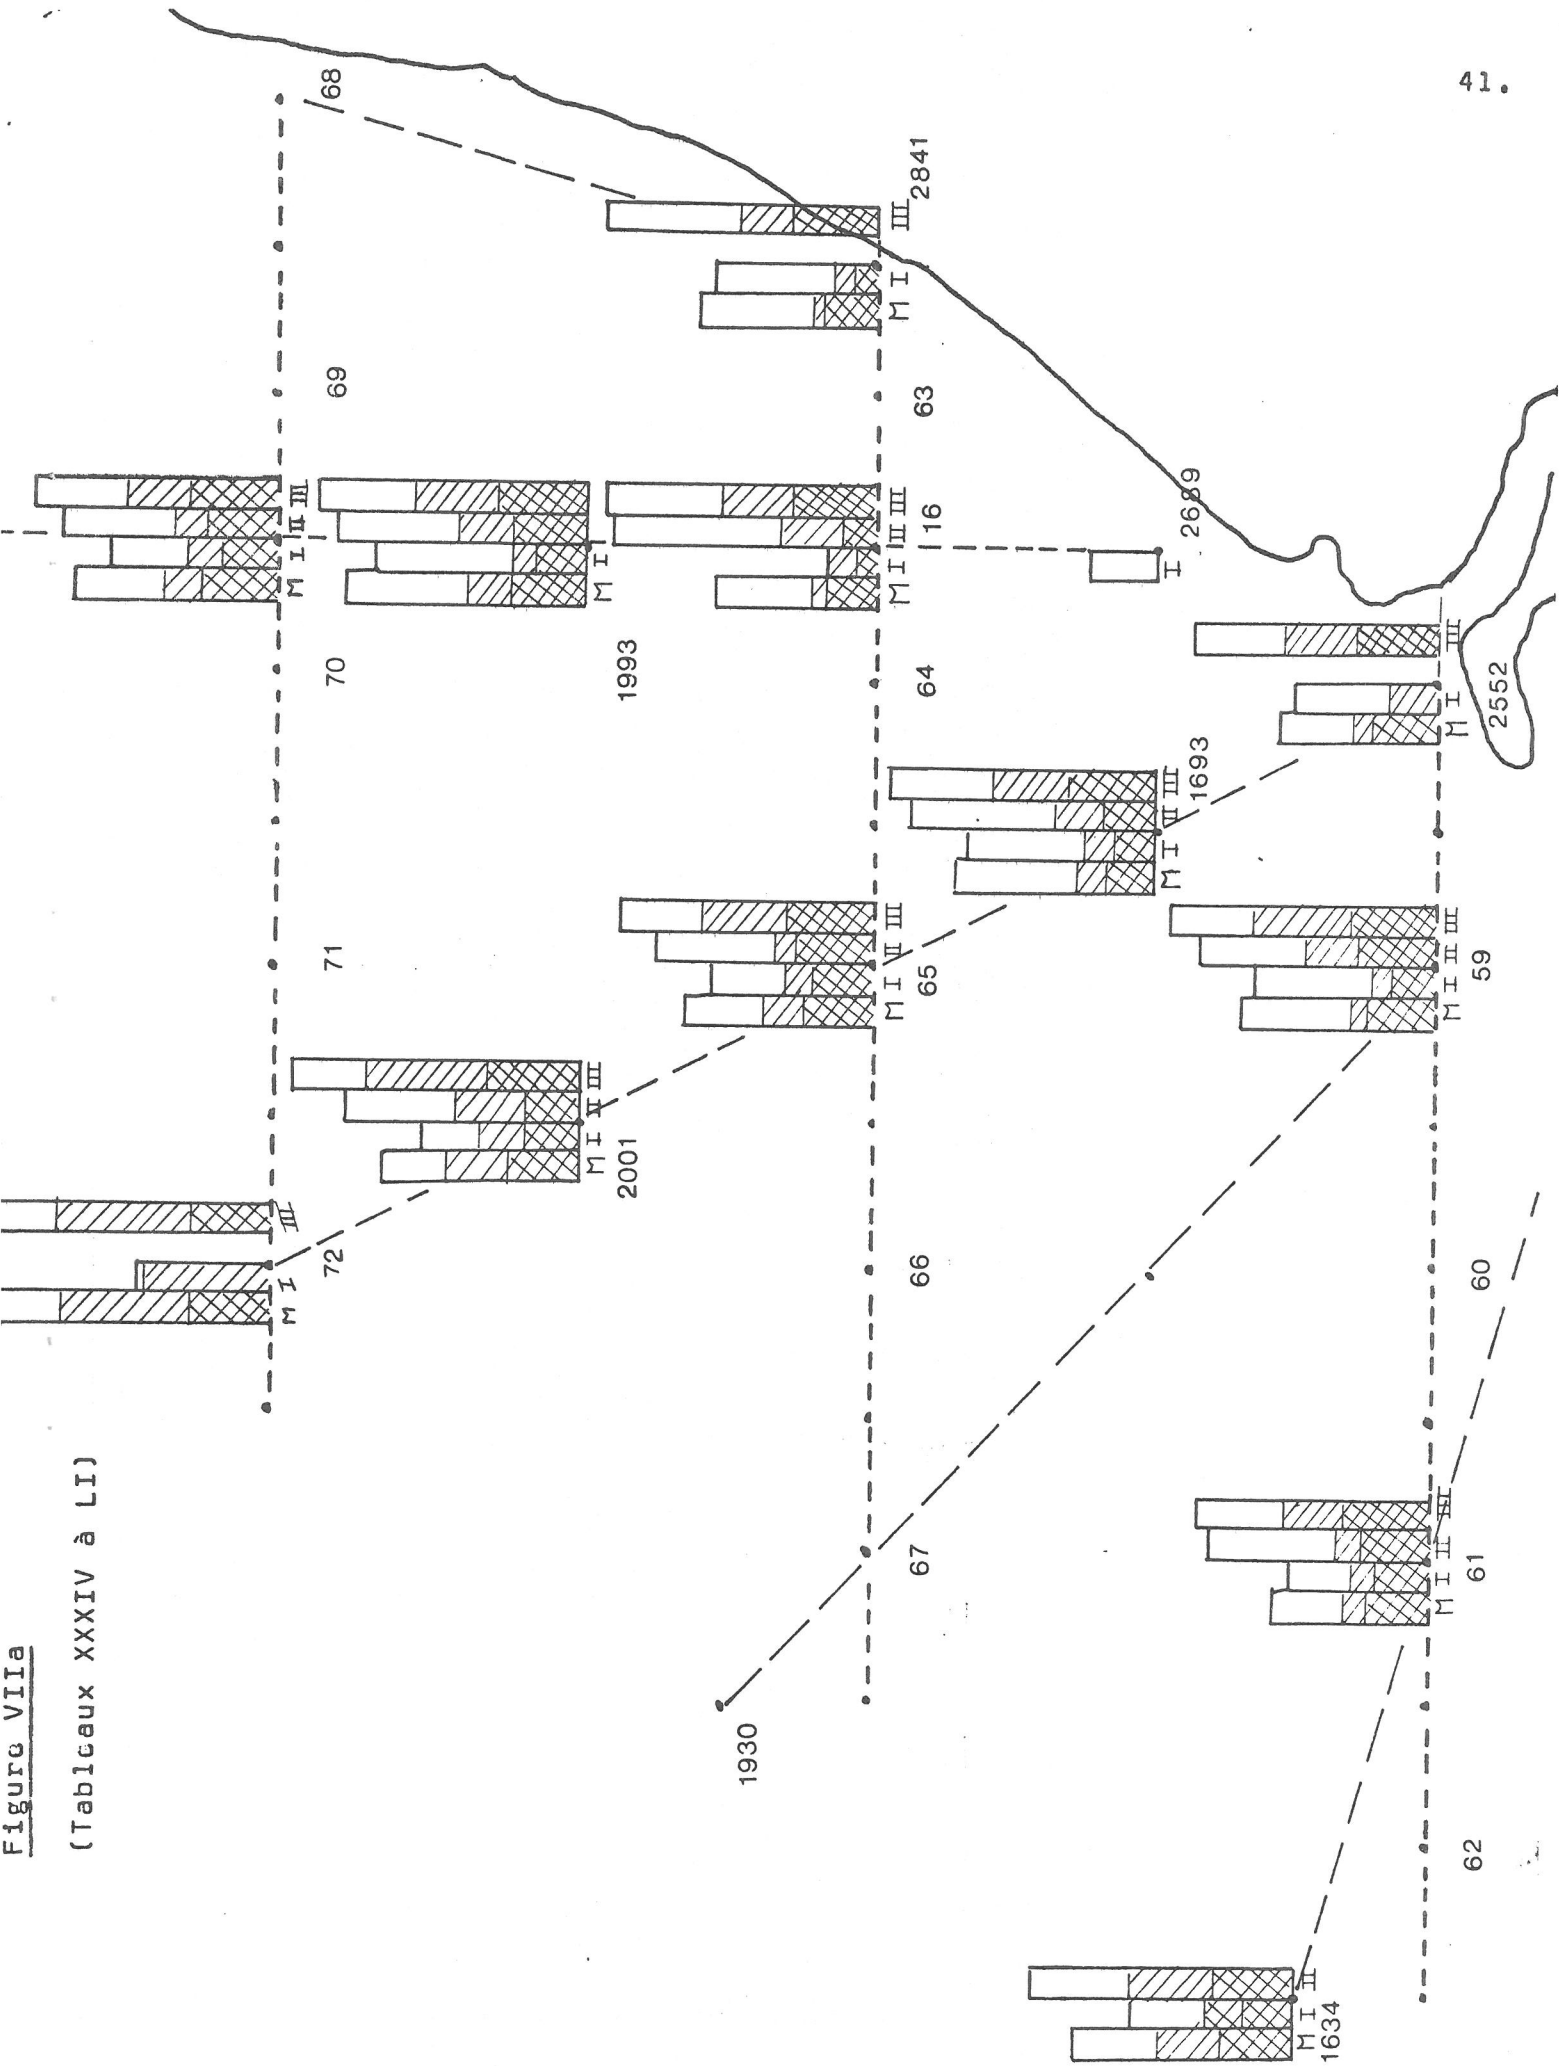 41.
Figure VIIa
(Tableaux XXXIV à LI)
M I III
M I II III
72 71 70 69 68
M I II III
M I
2001 1993
1930
M I II III
M I II III
M I III
67 66 65 64 16 63 2841
M I II III
I
1693 2689
M I II
1634
M I II III
M I II III
M I III
62 61 60 59 2552